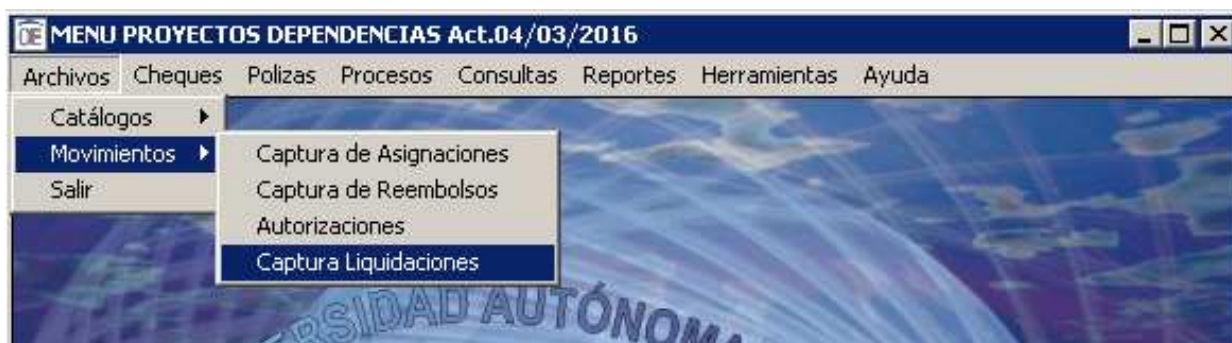 MENU PROYECTOS DEPENDENCIAS Act.04/03/2016
Archivos Cheques Polizas Procesos Consultas Reportes Herramientas Ayuda
Catálogos
Movimientos
Salir
Captura de Asignaciones
Captura de Reembolsos
Autorizaciones
Captura Liquidaciones
RSIDAD AUTÓNOMA